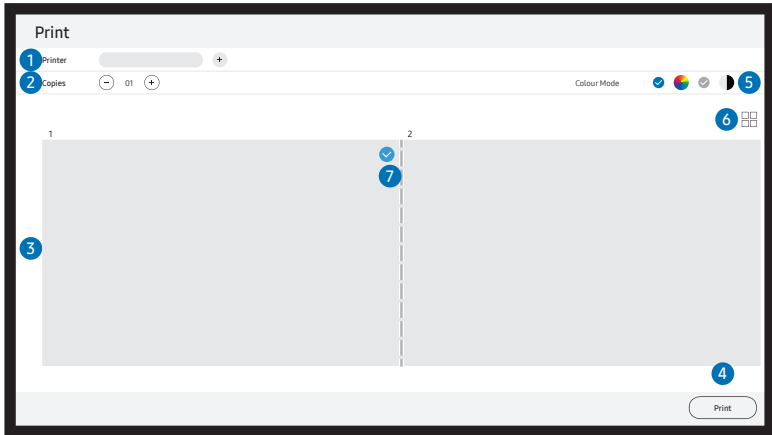 Print
1 Printer +
2 Copies − 01 + Colour Mode 5
6
1 2
7
3
4
Print